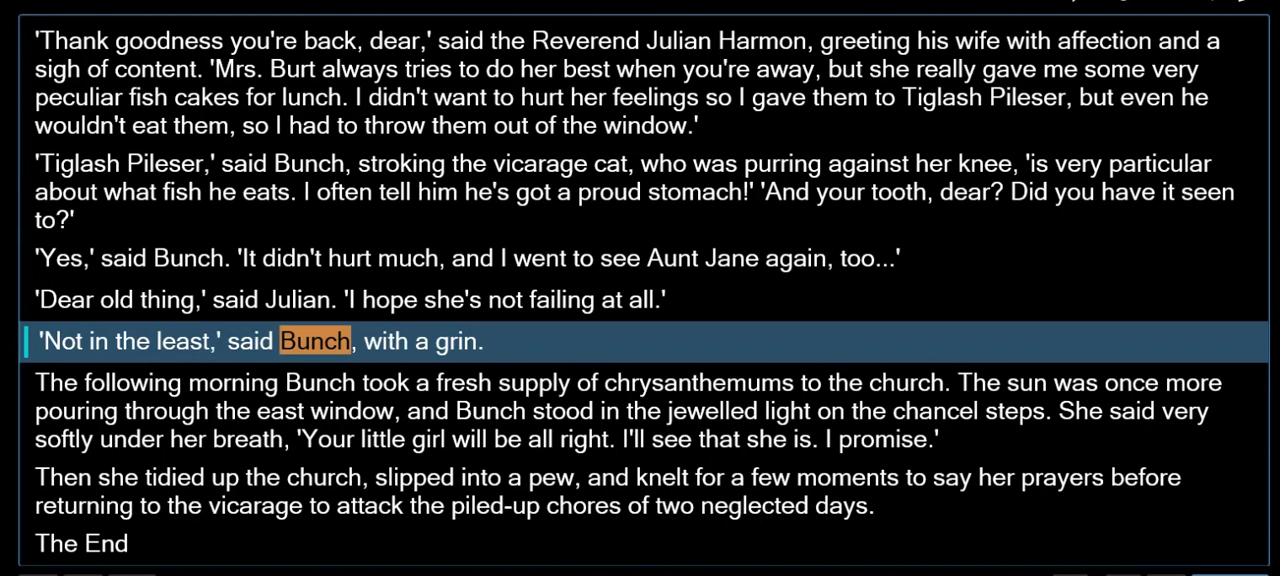 'Thank goodness you're back, dear,' said the Reverend Julian Harmon, greeting his wife with affection and a
sigh of content. 'Mrs. Burt always tries to do her best when you're away, but she really gave me some very
peculiar fish cakes for lunch. I didn't want to hurt her feelings so I gave them to Tiglash Pileser, but even he
wouldn't eat them, so I had to throw them out of the window.'
'Tiglash Pileser,' said Bunch, stroking the vicarage cat, who was purring against her knee, 'is very particular
about what fish he eats. I often tell him he's got a proud stomach!' 'And your tooth, dear? Did you have it seen
to?'
'Yes,' said Bunch. 'It didn't hurt much, and I went to see Aunt Jane again, too...'
'Dear old thing,' said Julian. 'I hope she's not failing at all.'
'Not in the least,' said Bunch, with a grin.
The following morning Bunch took a fresh supply of chrysanthemums to the church. The sun was once more
pouring through the east window, and Bunch stood in the jewelled light on the chancel steps. She said very
softly under her breath, 'Your little girl will be all right. I'll see that she is. I promise.'
Then she tidied up the church, slipped into a pew, and knelt for a few moments to say her prayers before
returning to the vicarage to attack the piled-up chores of two neglected days.
The End